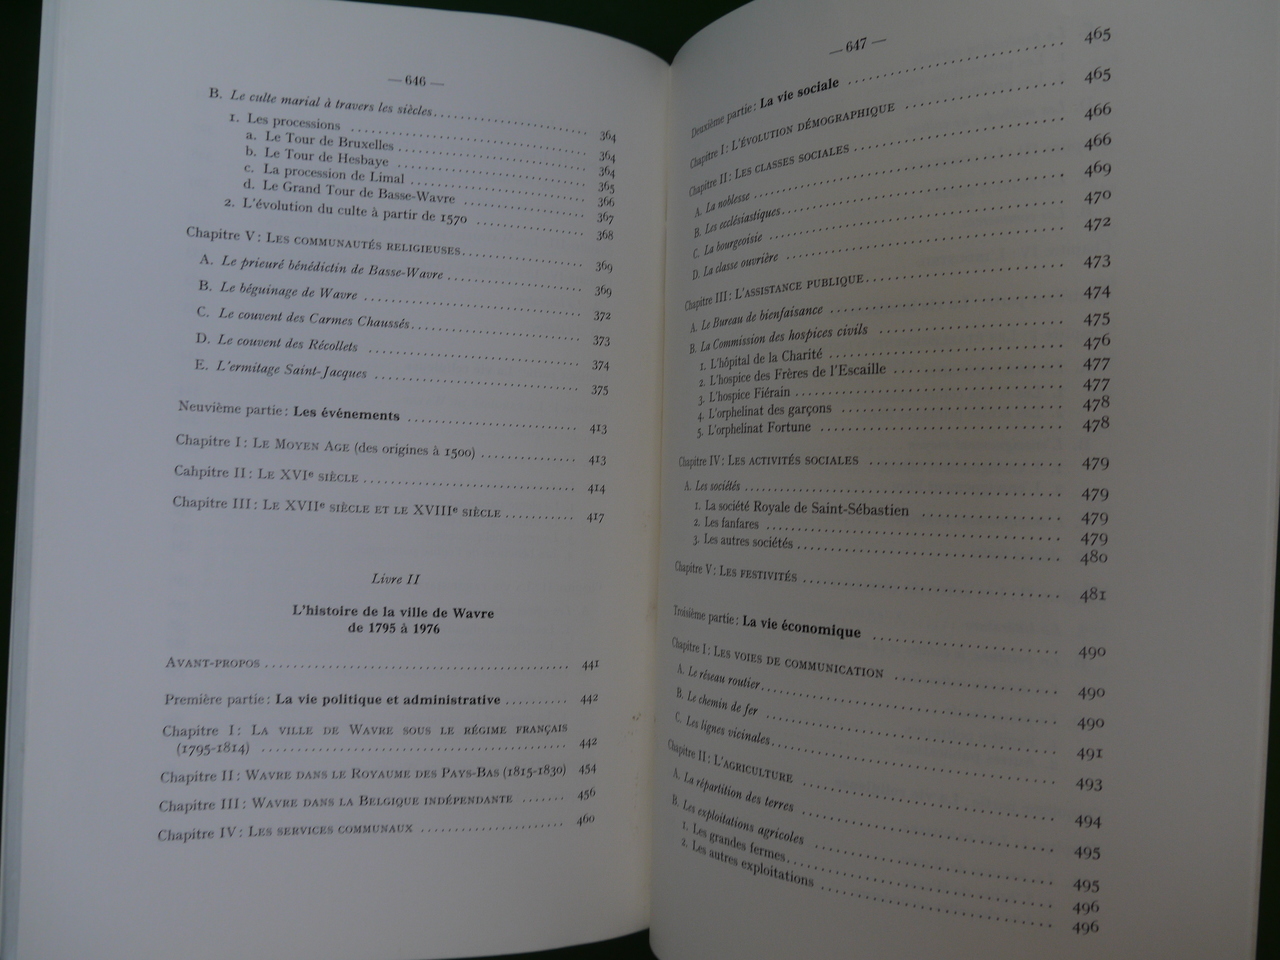 — 646 —
B. Le culte marial à travers les siècles. 364
1. Les processions 364
a. Le Tour de Bruxelles 364
b. Le Tour de Hesbaye 365
c. La procession de Limal 366
d. Le Grand Tour de Basse-Wavre 367
2. L'évolution du culte à partir de 1570 368
Chapitre V : LES COMMUNAUTÉS RELIGIEUSES. 369
A. Le prieuré bénédictin de Basse-Wavre 369
B. Le béguinage de Wavre 372
C. Le couvent des Carmes Chaussés. 373
D. Le couvent des Récollets 374
E. L'ermitage Saint-Jacques 375
Neuvième partie : Les événements 413
Chapitre I : LE MOYEN AGE (des origines à 1500) 413
Cahpitre II : LE XVIe SIÈCLE 414
Chapitre III : LE XVIIe SIÈCLE ET LE XVIIIe SIÈCLE 417
Livre II
L'histoire de la ville de Wavre
de 1795 à 1976
AVANT-PROPOS 441
Première partie : La vie politique et administrative 442
Chapitre I : LA VILLE DE WAVRE SOUS LE RÉGIME FRANÇAIS
(1795-1814) 442
Chapitre II : WAVRE DANS LE ROYAUME DES PAYS-BAS (1815-1830) 454
Chapitre III : WAVRE DANS LA BELGIQUE INDÉPENDANTE 456
Chapitre IV : LES SERVICES COMMUNAUX 460
— 647 —
Deuxième partie : La vie sociale 465
Chapitre I : L'ÉVOLUTION DÉMOGRAPHIQUE 465
Chapitre II : LES CLASSES SOCIALES 466
A. La noblesse 466
B. Les ecclésiastiques. 469
C. La bourgeoisie 470
D. La classe ouvrière 472
Chapitre III : L'ASSISTANCE PUBLIQUE. 473
A. Le Bureau de bienfaisance 474
B. La Commission des hospices civils 475
1. L'hôpital de la Charité 476
2. L'hospice des Frères de l'Escaille 477
3. L'hospice Fiérain 477
4. L'orphelinat des garçons 478
5. L'orphelinat Fortune 478
Chapitre IV : LES ACTIVITÉS SOCIALES 479
A. Les sociétés 479
1. La société Royale de Saint-Sébastien 479
2. Les fanfares 479
3. Les autres sociétés 480
Chapitre V : LES FESTIVITÉS 481
Troisième partie : La vie économique 490
Chapitre I : LES VOIES DE COMMUNICATION 490
A. Le réseau routier 490
B. Le chemin de fer 491
C. Les lignes vicinales. 493
Chapitre II : L'AGRICULTURE 494
A. La répartition des terres 495
B. Les exploitations agricoles 495
1. Les grandes fermes. 496
2. Les autres exploitations 496